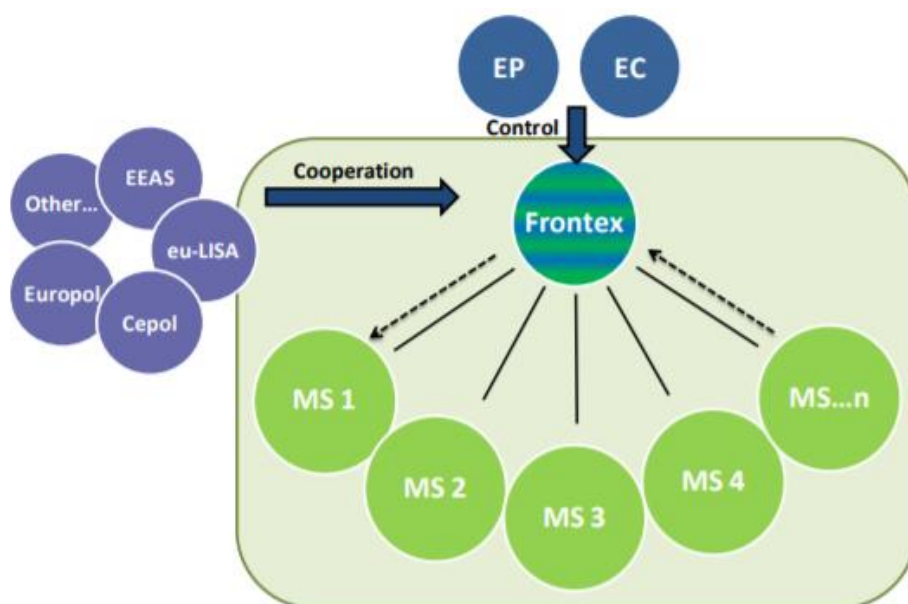 EP
EC
Control
Cooperation
EEAS
Other...
eu-LISA
Europol
Cepol
Frontex
MS 1
MS 2
MS 3
MS 4
MS...n